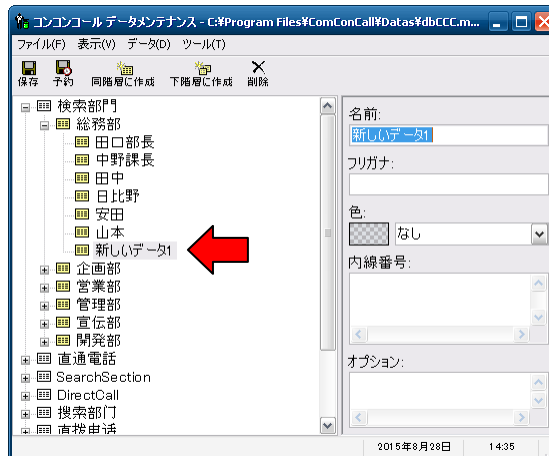 コンコンコール データメンテナンス - C:¥Program Files¥ComConCall¥Datas¥dbCCC.m...
ファイル(F) 表示(V) データ(D) ツール(T)
保存 予約 同階層に作成 下階層に作成 削除
検索部門
総務部
田口部長
中野課長
田中
日比野
安田
山本
新しいデータ1
企画部
営業部
管理部
宣伝部
開発部
直通電話
SearchSection
DirectCall
搜索部门
直拨电话
名前:
新しいデータ1
フリガナ:
色:
なし
内線番号:
オプション:
2015年8月28日 14:35